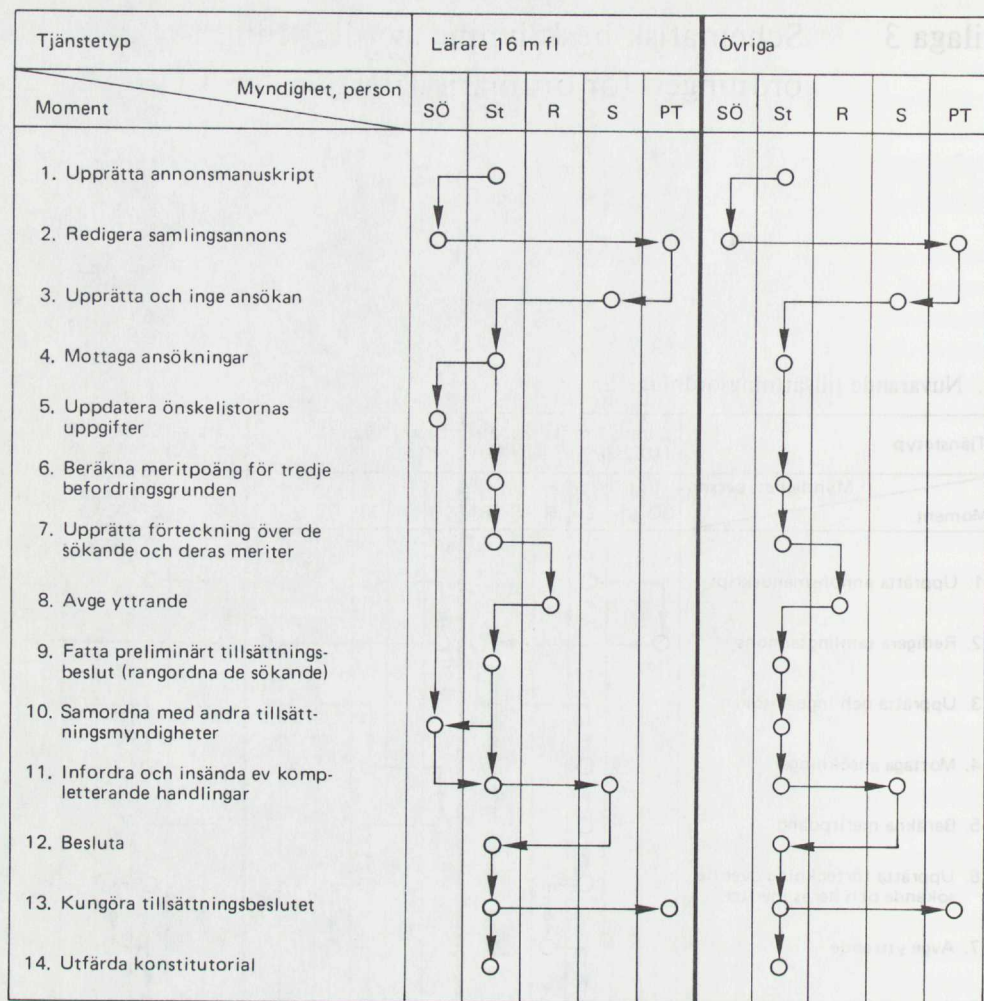 Tjänstetyp
Lärare 16 m fl
Övriga
Myndighet, person
Moment
SÖ St R S PT SÖ St R S PT
1. Upprätta annonsmanuskript
2. Redigera samlingsannons
3. Upprätta och inge ansökan
4. Mottaga ansökningar
5. Uppdatera önskelistornas
uppgifter
6. Beräkna meritpoäng för tredje
befordringsgrunden
7. Upprätta förteckning över de
sökande och deras meriter
8. Avge yttrande
9. Fatta preliminärt tillsättnings-
beslut (rangordna de sökande)
10. Samordna med andra tillsätt-
ningsmyndigheter
11. Infordra och insända ev komp-
letterande handlingar
12. Besluta
13. Kungöra tillsättningsbeslutet
14. Utfärda konstitutorial